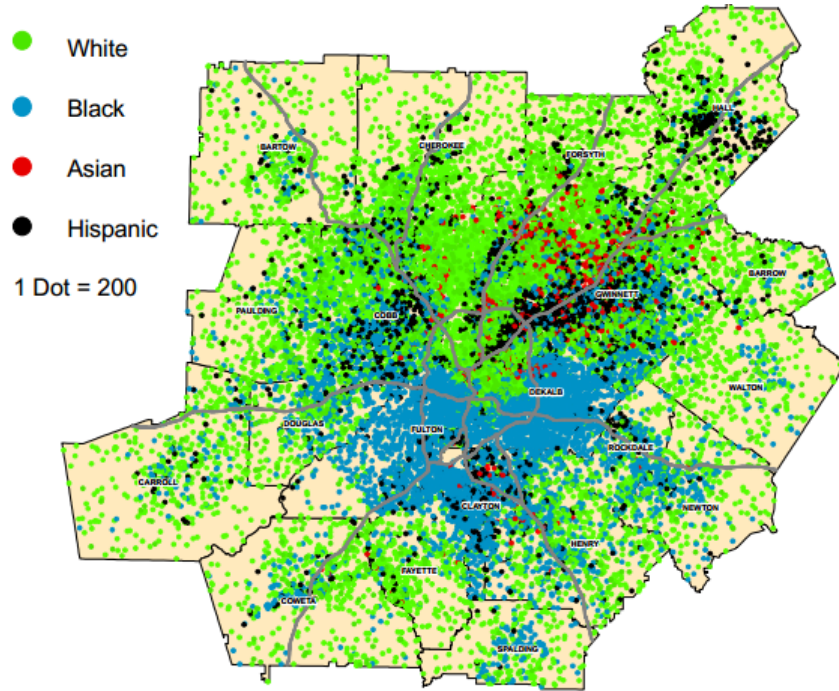 White
Black
Asian
Hispanic
1 Dot = 200
HALL
BARTOW
CHEROKEE
FORSYTH
BARROW
GWINNETT
PAULDING
COBB
WALTON
DEKALB
DOUGLAS
FULTON
ROCKDALE
CARROLL
CLAYTON
NEWTON
HENRY
FAYETTE
COWETA
SPALDING